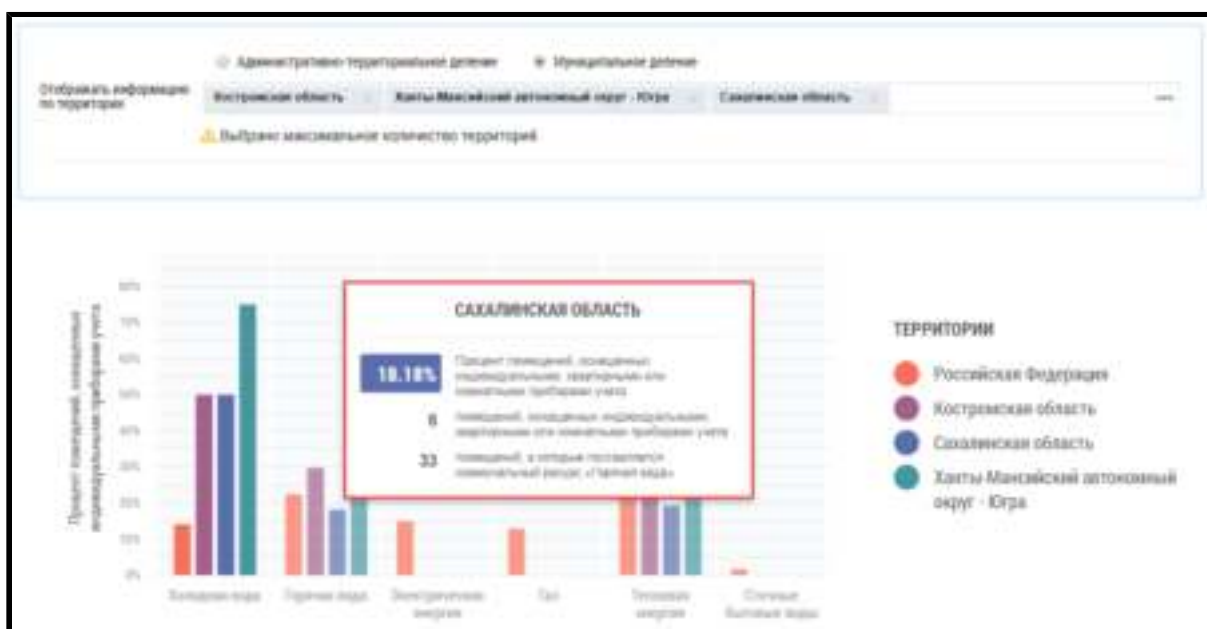 Административно-территориальное деление
Муниципальное деление
Отображать информацию
по территории
Костромская область
Ханты-Мансийский автономный округ - Югра
Сахалинская область
Выбрано максимальное количество территорий
Процент помещений, оснащенных
индивидуальными приборами учета
80%
70%
60%
50%
40%
30%
20%
10%
0%
САХАЛИНСКАЯ ОБЛАСТЬ
18.18%
Процент помещений, оснащенных
индивидуальными, квартирными или
комнатными приборами учета
6
помещений, оснащенных индивидуальными,
квартирными или комнатными приборами учета
33
помещений, в которые поставляется
коммунальный ресурс «Горячая вода»
Холодная вода
Горячая вода
Электрическая
энергия
Газ
Тепловая
энергия
Сточные
бытовые воды
ТЕРРИТОРИИ
Российская Федерация
Костромская область
Сахалинская область
Ханты-Мансийский автономный
округ - Югра